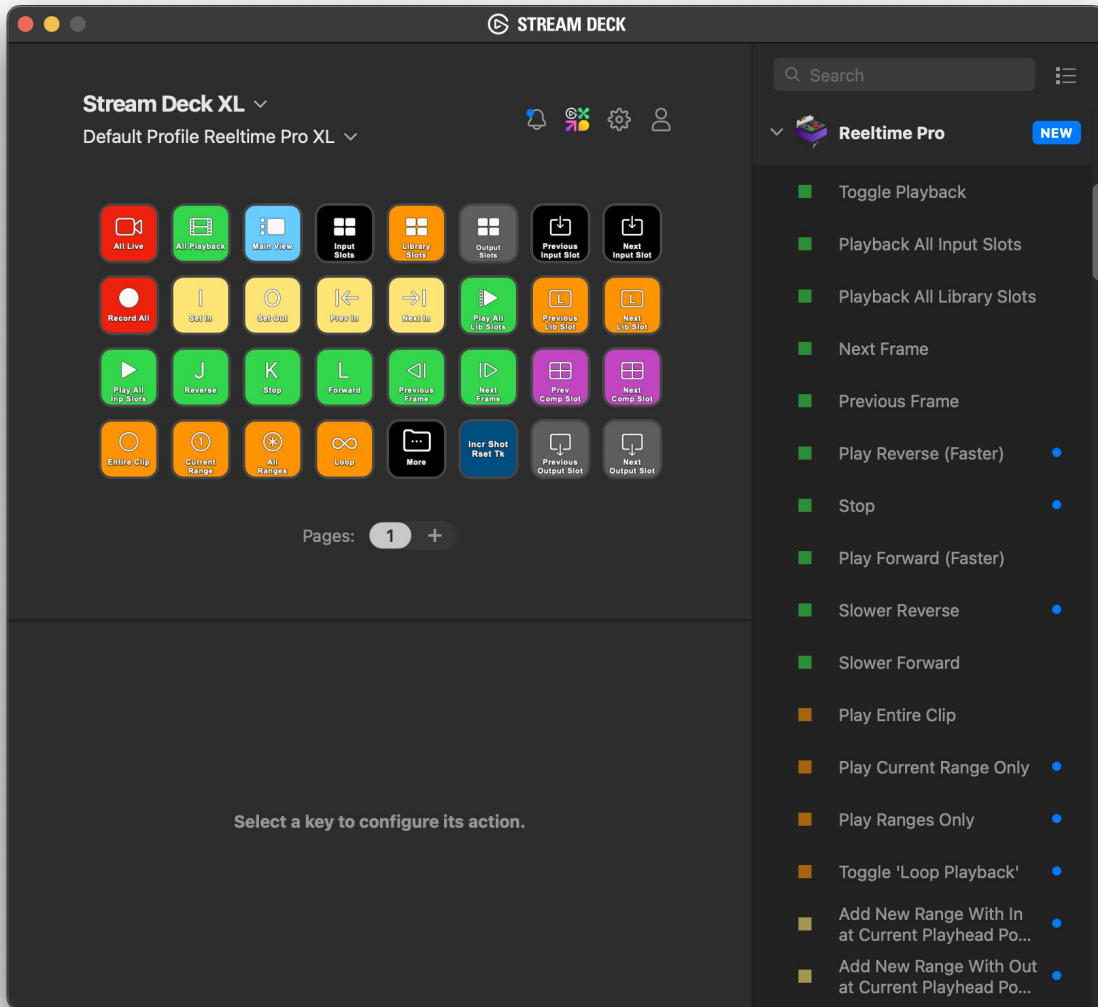 STREAM DECK
Stream Deck XL
Default Profile Reeltime Pro XL
All Live
All Playback
Main View
Input
Slots
Library
Slots
Output
Slots
Previous
Input Slot
Next
Input Slot
Record All
I
Set In
O
Set Out
Prev In
Next In
Play All
Lib Slots
L
Previous
Lib Slot
L
Next
Lib Slot
Play All
Inp Slots
J
Reverse
K
Stop
L
Forward
Previous
Frame
Next
Frame
Prev
Comp Slot
Next
Comp Slot
Entire Clip
1
Current
Range
All
Ranges
Loop
More
Incr Shot
Rset Tk
Previous
Output Slot
Next
Output Slot
Pages: 1 +
Select a key to configure its action.
Search
Reeltime Pro NEW
Toggle Playback
Playback All Input Slots
Playback All Library Slots
Next Frame
Previous Frame
Play Reverse (Faster)
Stop
Play Forward (Faster)
Slower Reverse
Slower Forward
Play Entire Clip
Play Current Range Only
Play Ranges Only
Toggle 'Loop Playback'
Add New Range With In
at Current Playhead Po...
Add New Range With Out
at Current Playhead Po...